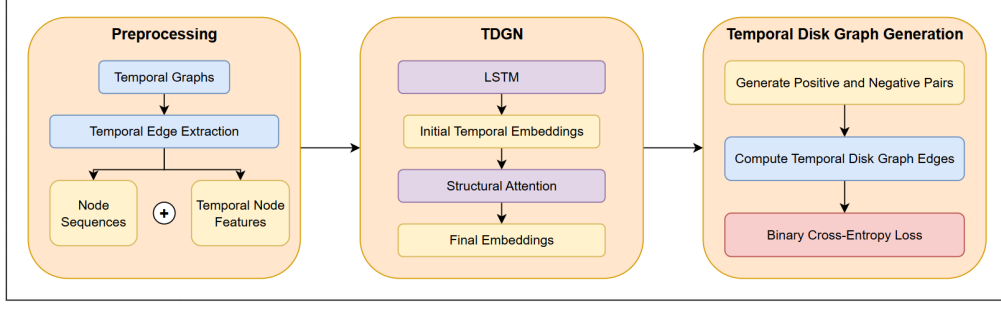 Preprocessing
Temporal Graphs
Temporal Edge Extraction
Node
Sequences
+
Temporal Node
Features
TDGN
LSTM
Initial Temporal Embeddings
Structural Attention
Final Embeddings
Temporal Disk Graph Generation
Generate Positive and Negative Pairs
Compute Temporal Disk Graph Edges
Binary Cross-Entropy Loss